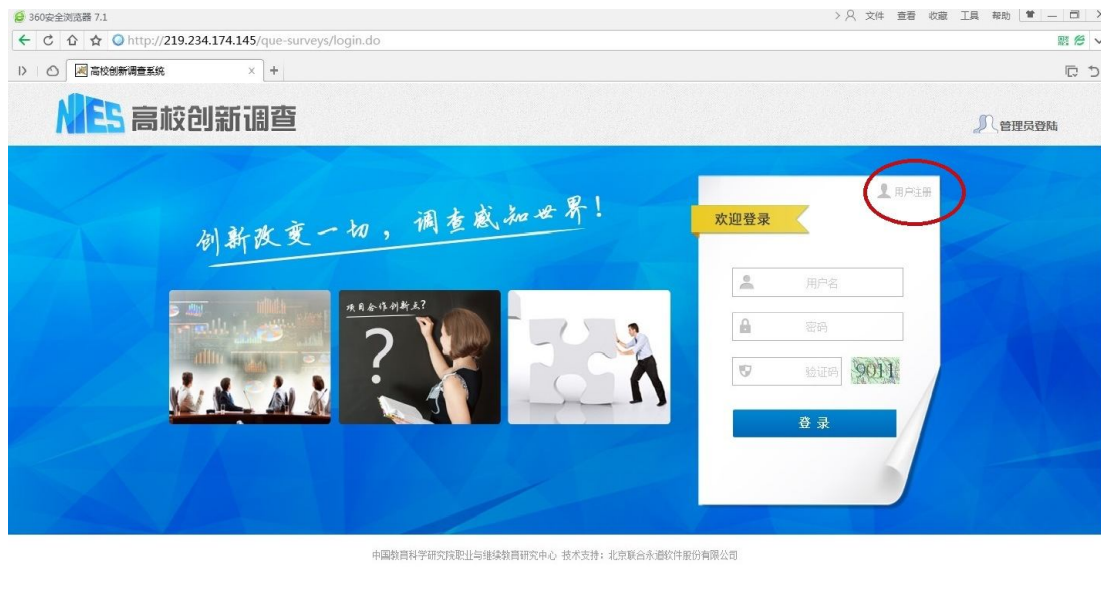 360安全浏览器 7.1
文件 查看 收藏 工具 帮助
http://219.234.174.145/que-surveys/login.do
高校创新调查系统
NIES 高校创新调查
管理员登陆
用户注册
欢迎登录
创新改变一切，调查感知世界！
项目合作创新点?
?
用户名
密码
验证码 9011
登 录
中国教育科学研究院职业与继续教育研究中心 技术支持：北京联合永道软件股份有限公司